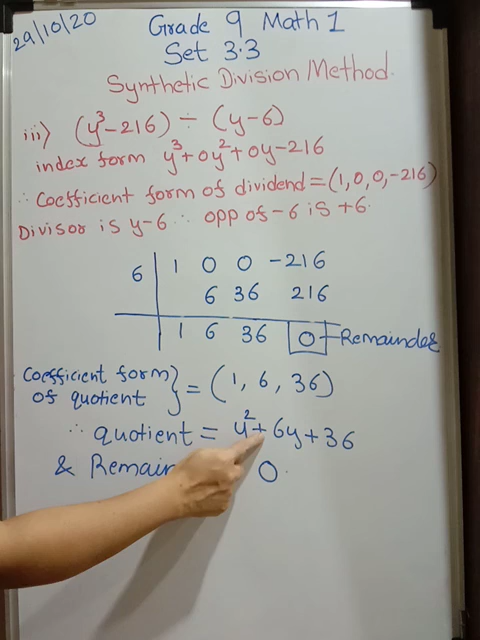 29/10/20
Grade 9 Math 1
Set 3.3
Synthetic Division Method.
iii) (y³-216) ÷ (y-6)
index form y³+0y²+0y-216
∴ Coefficient form of dividend=(1,0,0,-216)
Divisor is y-6 ∴ opp of -6 is +6.
6 | 1 0 0 -216
6 36 216
1 6 36 0 → Remainder
Coefficient form
of quotient } = (1, 6, 36)
∴ quotient = y²+6y+36
& Remain 0.